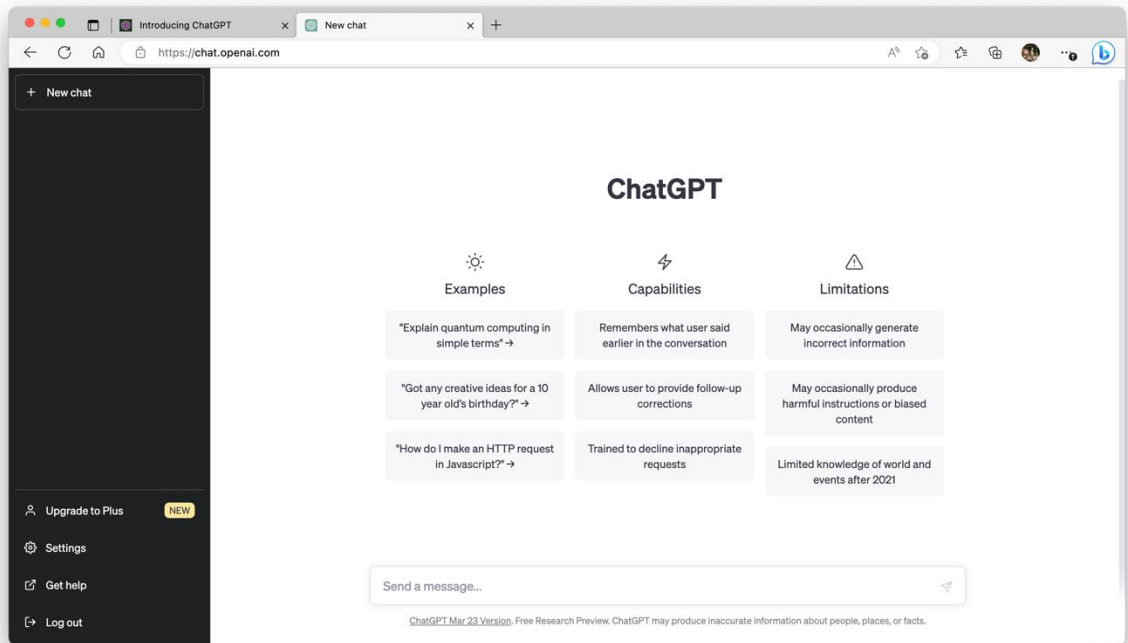 Introducing ChatGPT
New chat
https://chat.openai.com
New chat
ChatGPT
Examples
"Explain quantum computing in
simple terms" →
"Got any creative ideas for a 10
year old's birthday?" →
"How do I make an HTTP request
in Javascript?" →
Capabilities
Remembers what user said
earlier in the conversation
Allows user to provide follow-up
corrections
Trained to decline inappropriate
requests
Limitations
May occasionally generate
incorrect information
May occasionally produce
harmful instructions or biased
content
Limited knowledge of world and
events after 2021
Upgrade to Plus NEW
Settings
Get help
Log out
Send a message...
ChatGPT Mar 23 Version. Free Research Preview. ChatGPT may produce inaccurate information about people, places, or facts.